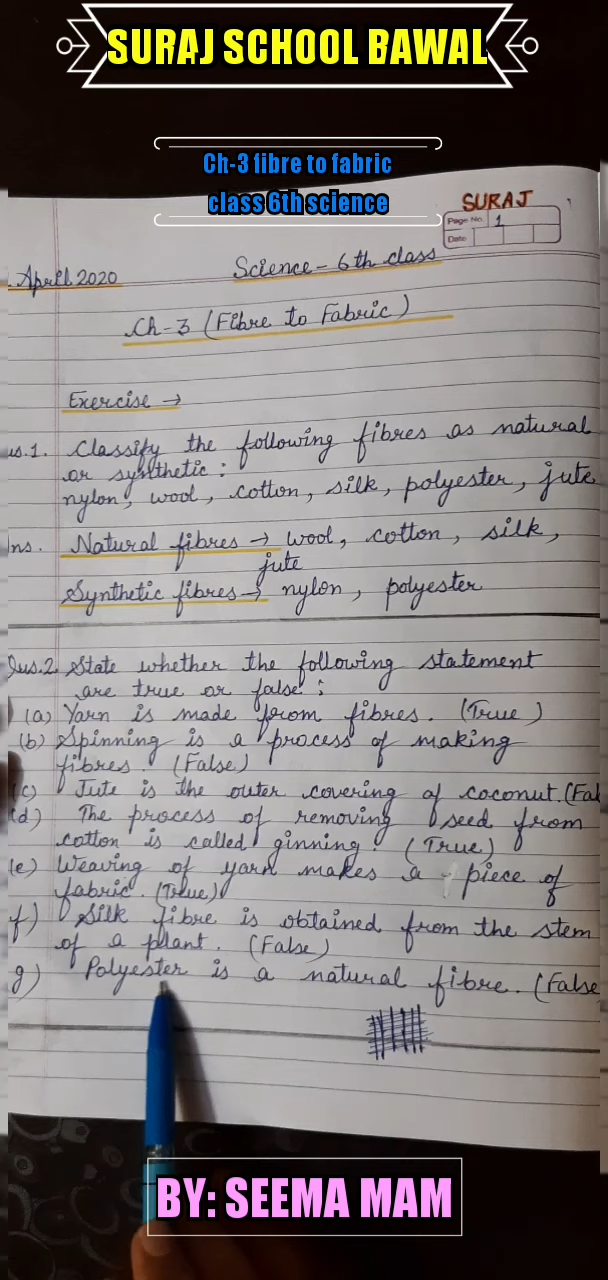 SURAJ SCHOOL BAWAL
Ch-3 fibre to fabric
class 6th science
SURAJ
Page No. 1
Date
April 2020
Science - 6th class
Ch-3 (Fibre to Fabric)
Exercise →
us.1. Classify the following fibres as natural
or synthetic :
nylon, wool, cotton, silk, polyester, jute
ns. Natural fibres → wool, cotton, silk,
jute
Synthetic fibres → nylon, polyester
Qus.2. State whether the following statement
are true or false :
(a) Yarn is made from fibres. (True)
(b) Spinning is a process of making
fibres. (False)
(c) Jute is the outer covering of coconut. (Fal
(d) The process of removing seed from
cotton is called ginning. (True)
(e) Weaving of yarn makes a piece of
fabric. (True)
f) Silk fibre is obtained from the stem
of a plant. (False)
g) Polyester is a natural fibre. (False
BY: SEEMA MAM